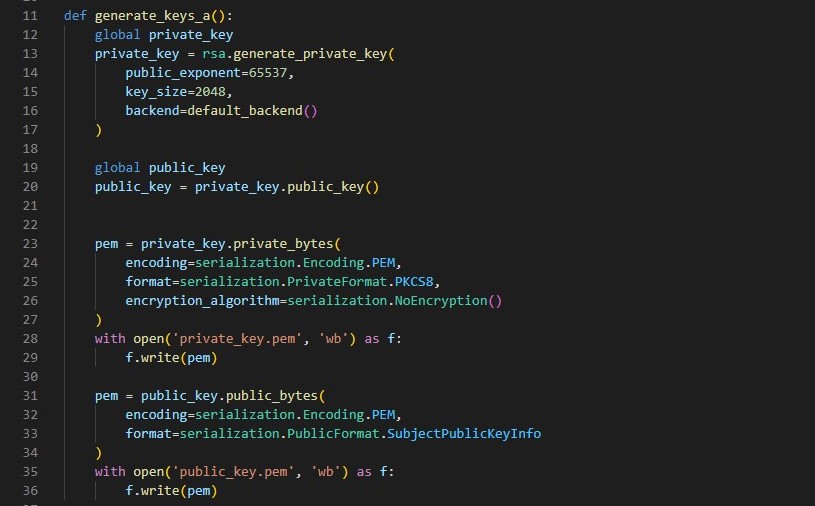 11 def generate_keys_a():
12     global private_key
13     private_key = rsa.generate_private_key(
14         public_exponent=65537,
15         key_size=2048,
16         backend=default_backend()
17     )
18
19     global public_key
20     public_key = private_key.public_key()
21
22
23     pem = private_key.private_bytes(
24         encoding=serialization.Encoding.PEM,
25         format=serialization.PrivateFormat.PKCS8,
26         encryption_algorithm=serialization.NoEncryption()
27     )
28     with open('private_key.pem', 'wb') as f:
29         f.write(pem)
30
31     pem = public_key.public_bytes(
32         encoding=serialization.Encoding.PEM,
33         format=serialization.PublicFormat.SubjectPublicKeyInfo
34     )
35     with open('public_key.pem', 'wb') as f:
36         f.write(pem)